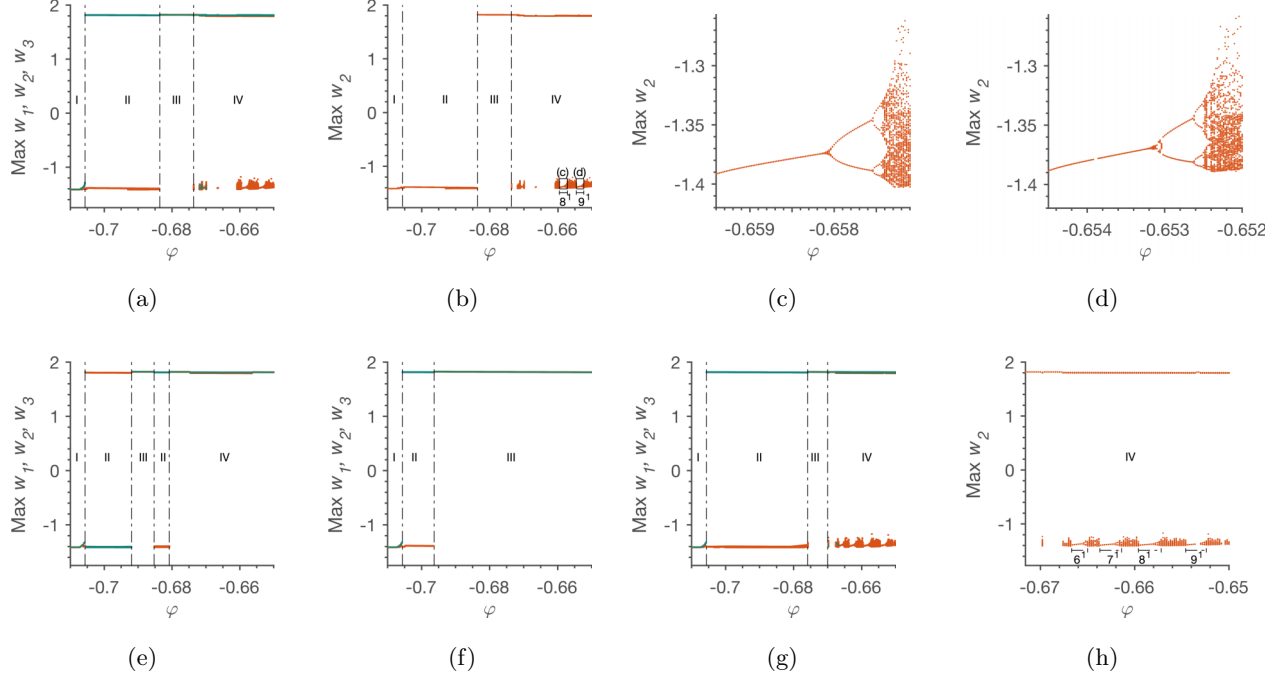 2
1
0
-1
Max w1, w2, w3
I
II
III
IV
-0.7
-0.68
-0.66
φ
(a)
2
1
0
-1
Max w2
I
II
III
IV
(c)
(d)
8¹
9¹
-0.7
-0.68
-0.66
φ
(b)
-1.3
-1.35
-1.4
Max w2
-0.659
-0.658
φ
(c)
-1.3
-1.35
-1.4
Max w2
-0.654
-0.653
-0.652
φ
(d)
2
1
0
-1
Max w1, w2, w3
I
II
III
II
IV
-0.7
-0.68
-0.66
φ
(e)
2
1
0
-1
Max w1, w2, w3
I
II
III
-0.7
-0.68
-0.66
φ
(f)
2
1
0
-1
Max w1, w2, w3
I
II
III
IV
-0.7
-0.68
-0.66
φ
(g)
2
1
0
-1
Max w2
IV
6¹
7¹
8¹
9¹
-0.67
-0.66
-0.65
φ
(h)